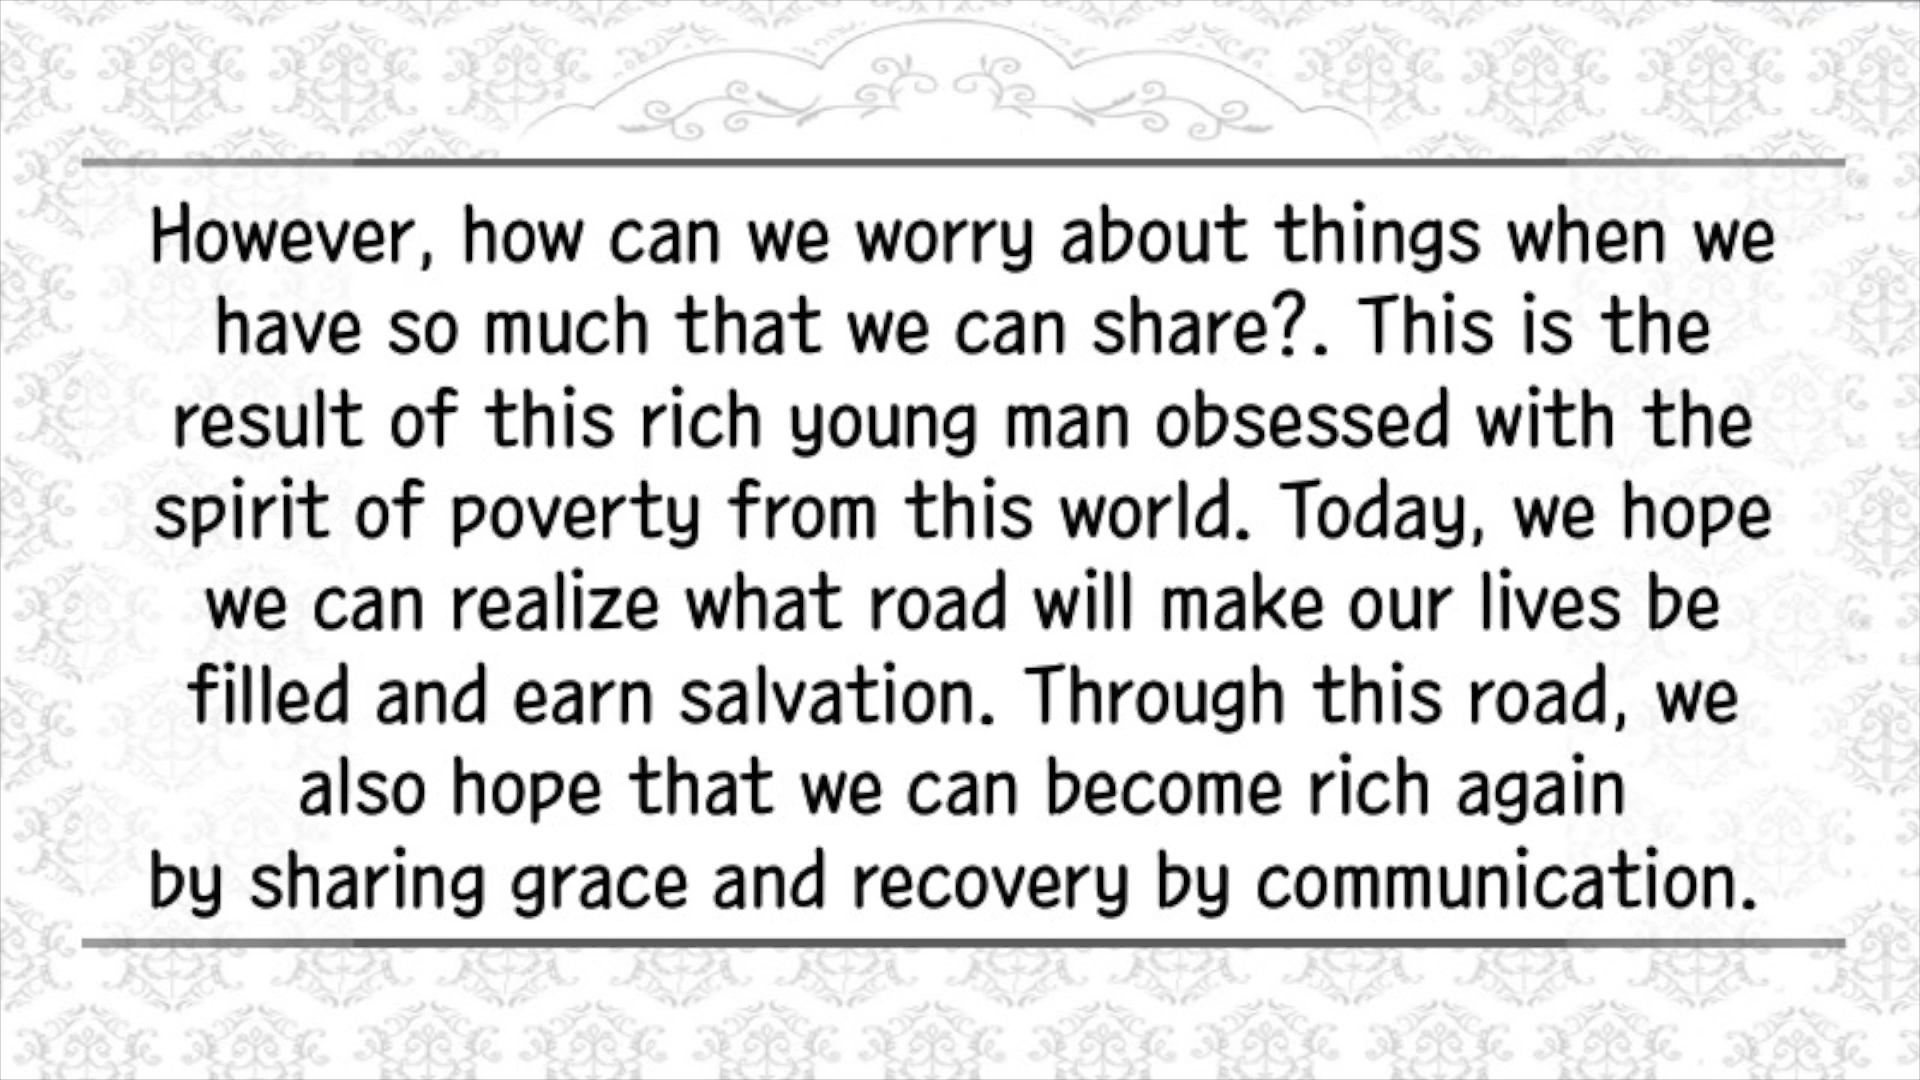 However, how can we worry about things when we
have so much that we can share?. This is the
result of this rich young man obsessed with the
spirit of poverty from this world. Today, we hope
we can realize what road will make our lives be
filled and earn salvation. Through this road, we
also hope that we can become rich again
by sharing grace and recovery by communication.